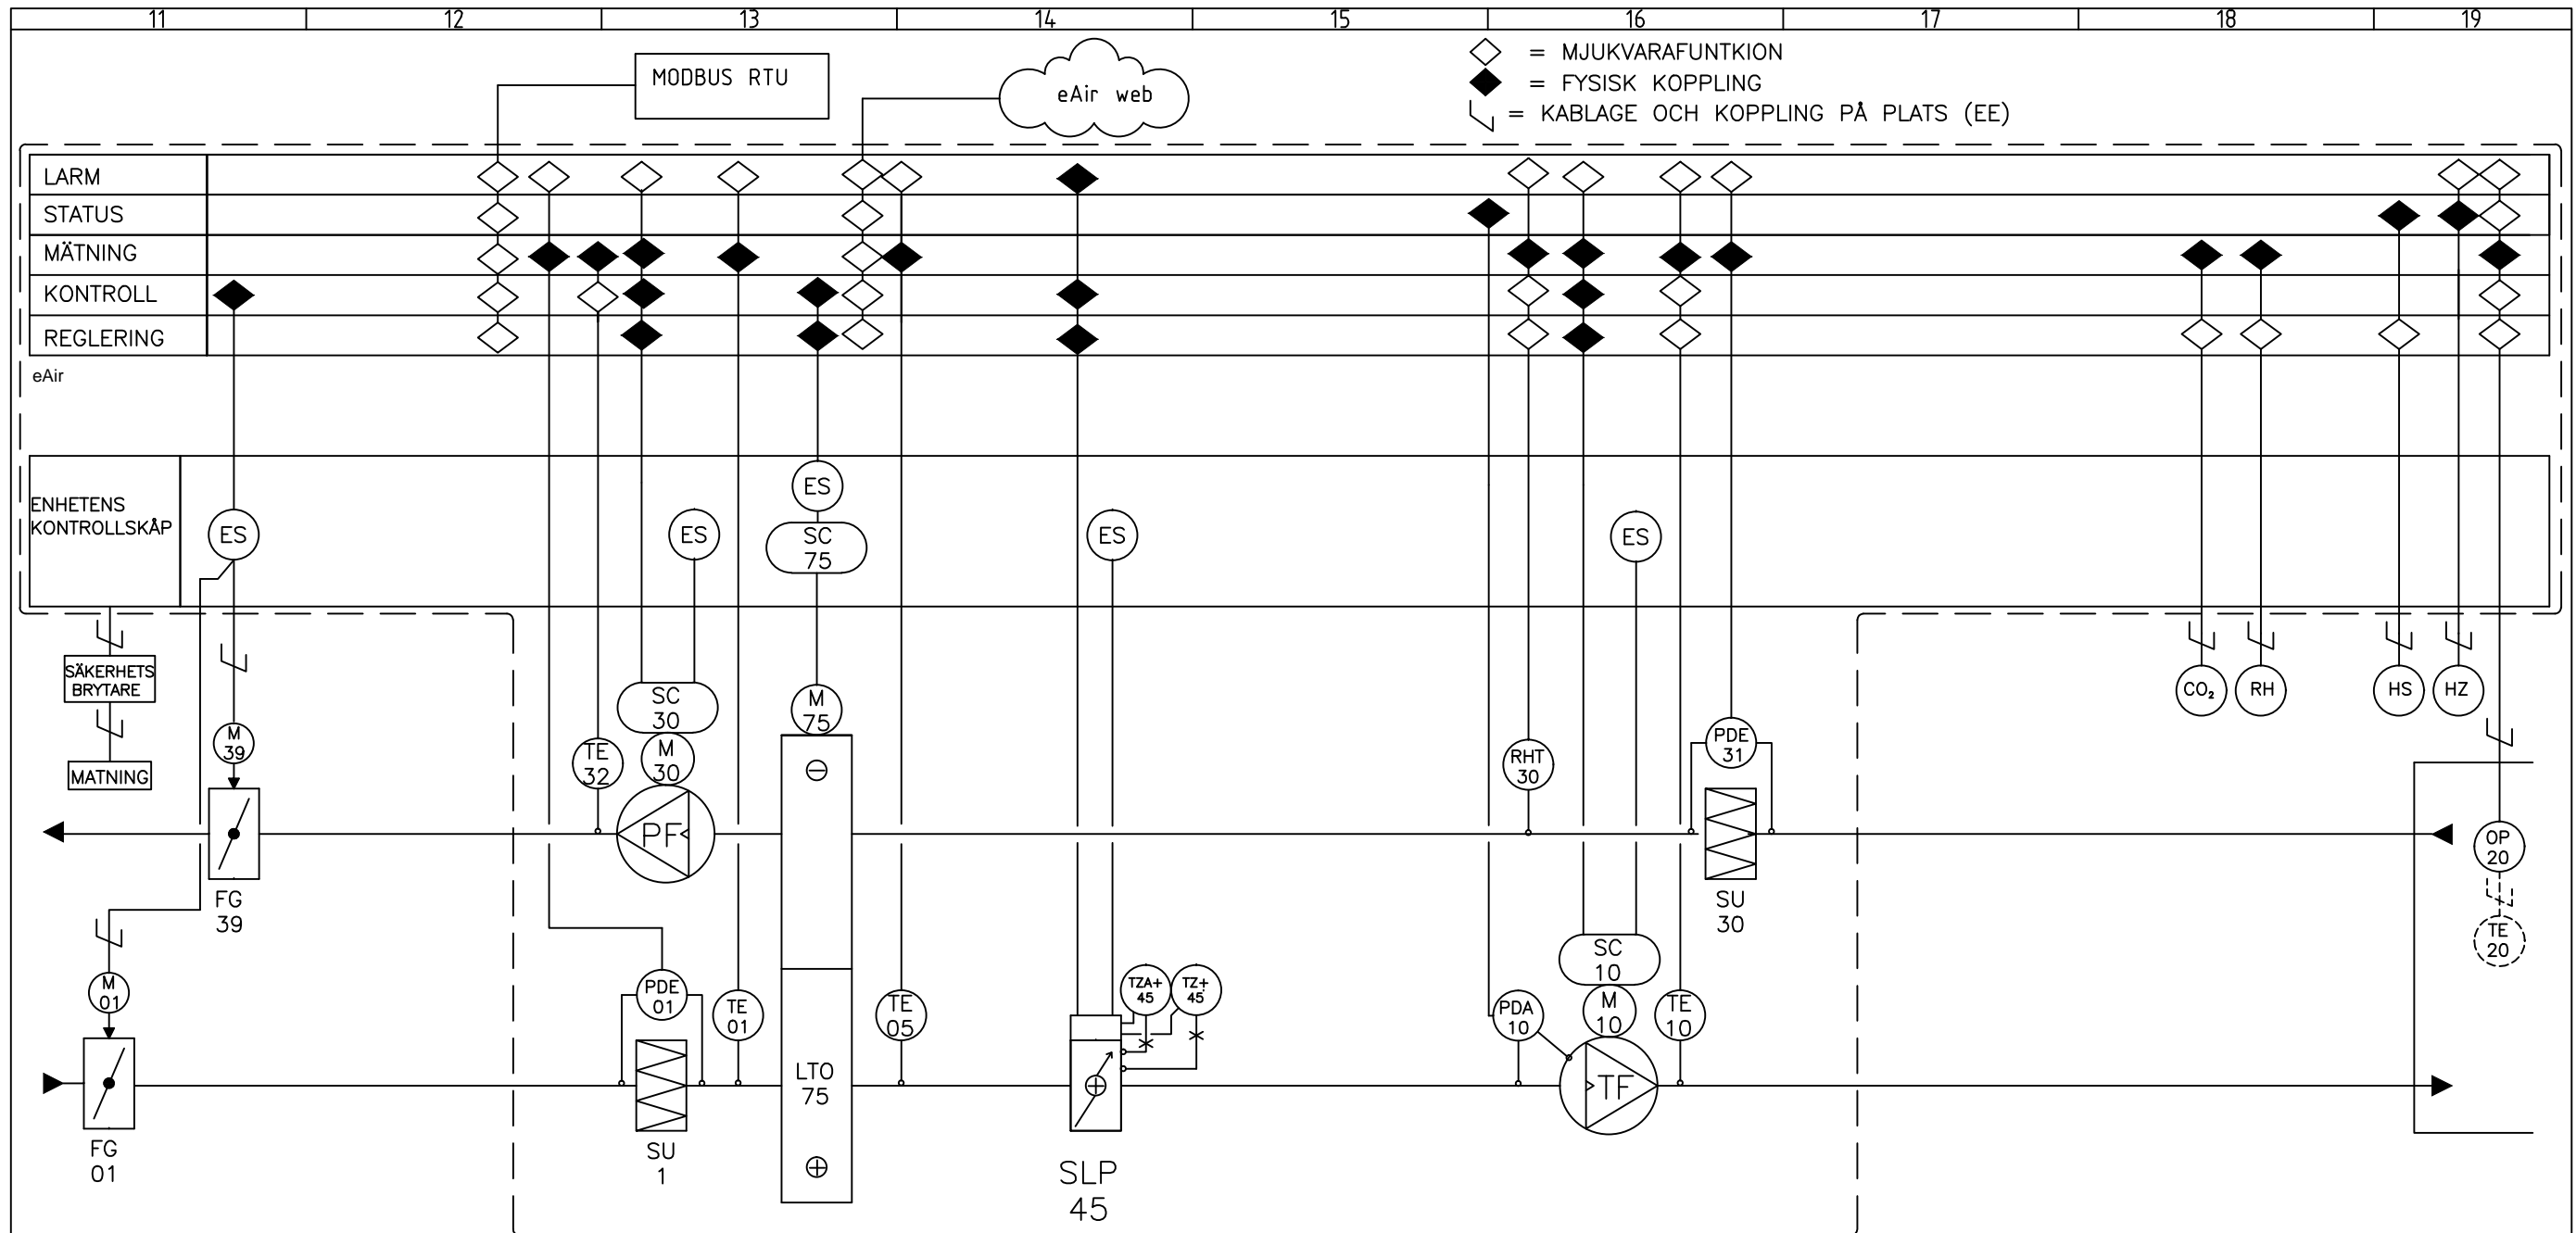 11 12 13 14 15 16 17 18 19
MODBUS RTU
eAir web
= MJUKVARAFUNTKION
= FYSISK KOPPLING
= KABLAGE OCH KOPPLING PÅ PLATS (EE)
LARM
STATUS
MÄTNING
KONTROLL
REGLERING
eAir
ENHETENS
KONTROLLSKÅP
ES
ES
ES
ES
ES
SC
75
SÄKERHETS
BRYTARE
MATNING
M
39
TE
32
SC
30
M
30
M
75
RHT
30
PDE
31
CO₂
RH
HS
HZ
PF
OP
20
TE
20
FG
39
SU
30
M
01
PDE
01
TE
01
TE
05
TZA+
45
TZ+
45
PDA
10
SC
10
M
10
TE
10
LTO
75
TF
FG
01
SU
1
SLP
45